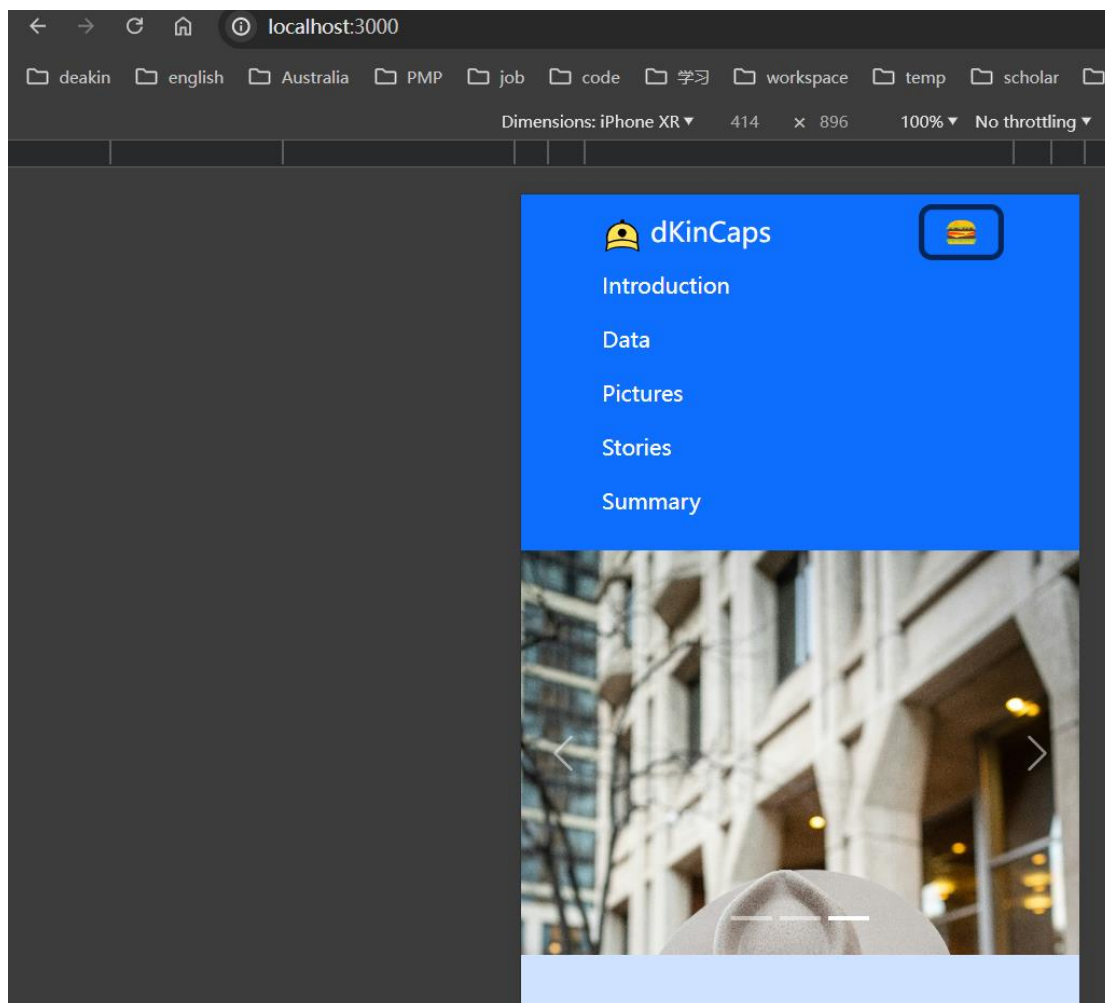 localhost:3000
deakin english Australia PMP job code 学习 workspace temp scholar
Dimensions: iPhone XR 414 × 896 100% No throttling
dKinCaps
Introduction
Data
Pictures
Stories
Summary